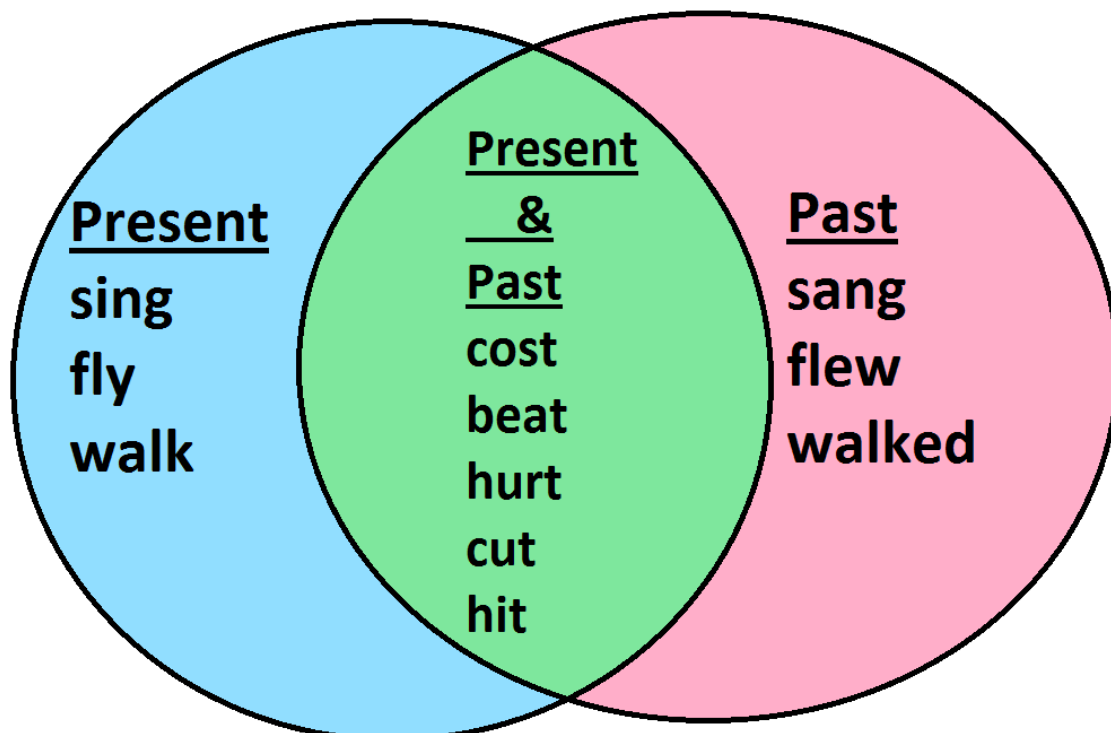 Present
sing
fly
walk
Present
&
Past
cost
beat
hurt
cut
hit
Past
sang
flew
walked